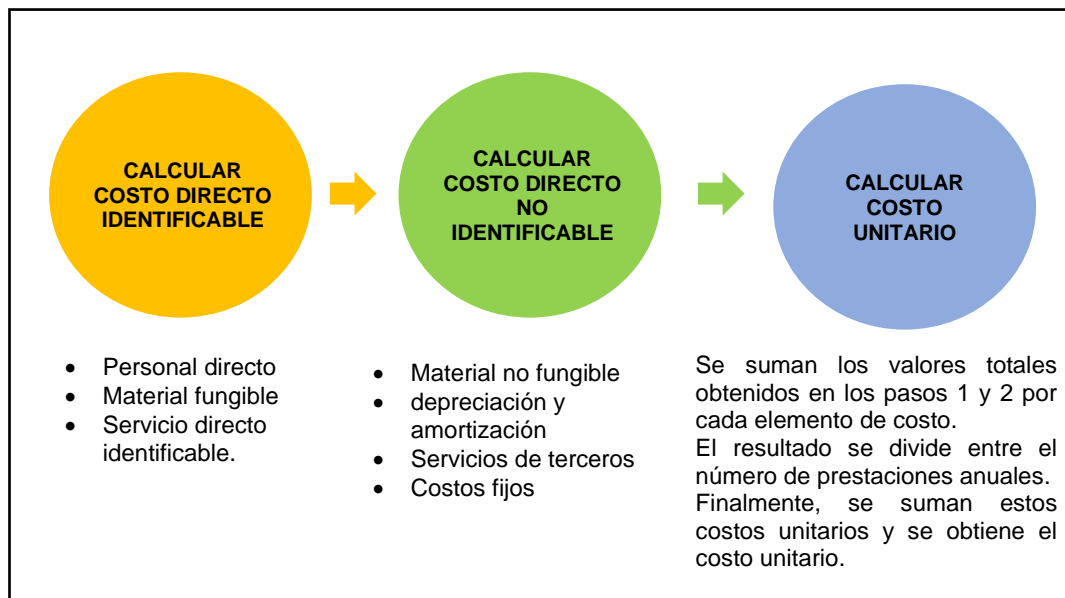 CALCULAR
COSTO DIRECTO
IDENTIFICABLE
CALCULAR
COSTO DIRECTO
NO
IDENTIFICABLE
CALCULAR
COSTO
UNITARIO
• Personal directo
• Material fungible
• Servicio directo
identificable.
• Material no fungible
• depreciación y
amortización
• Servicios de terceros
• Costos fijos
Se suman los valores totales
obtenidos en los pasos 1 y 2 por
cada elemento de costo.
El resultado se divide entre el
número de prestaciones anuales.
Finalmente, se suman estos
costos unitarios y se obtiene el
costo unitario.